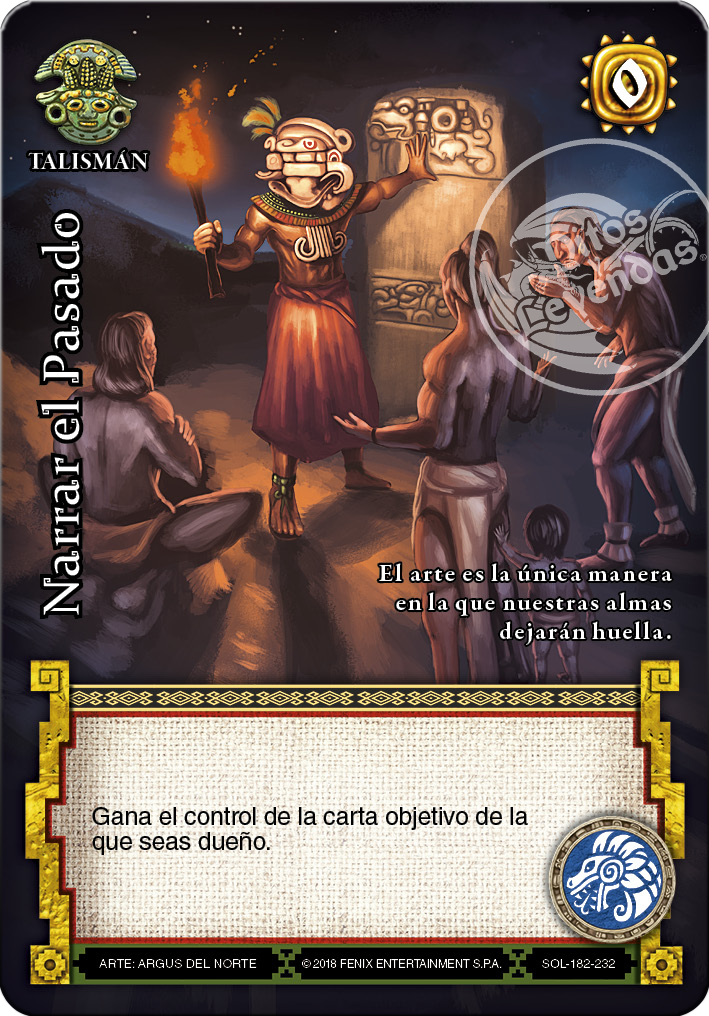 0
TALISMÁN
Mitos
y
Leyendas
Narrar el Pasado
El arte es la única manera
en la que nuestras almas
dejarán huella.
Gana el control de la carta objetivo de la
que seas dueño.
ARTE: ARGUS DEL NORTE
© 2018 FENIX ENTERTAINMENT S.P.A.
SOL-182-232